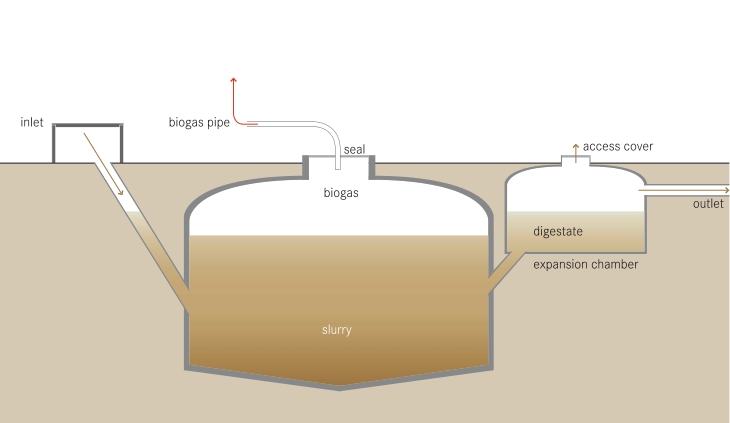 inlet
biogas pipe
seal
access cover
biogas
outlet
digestate
expansion chamber
slurry